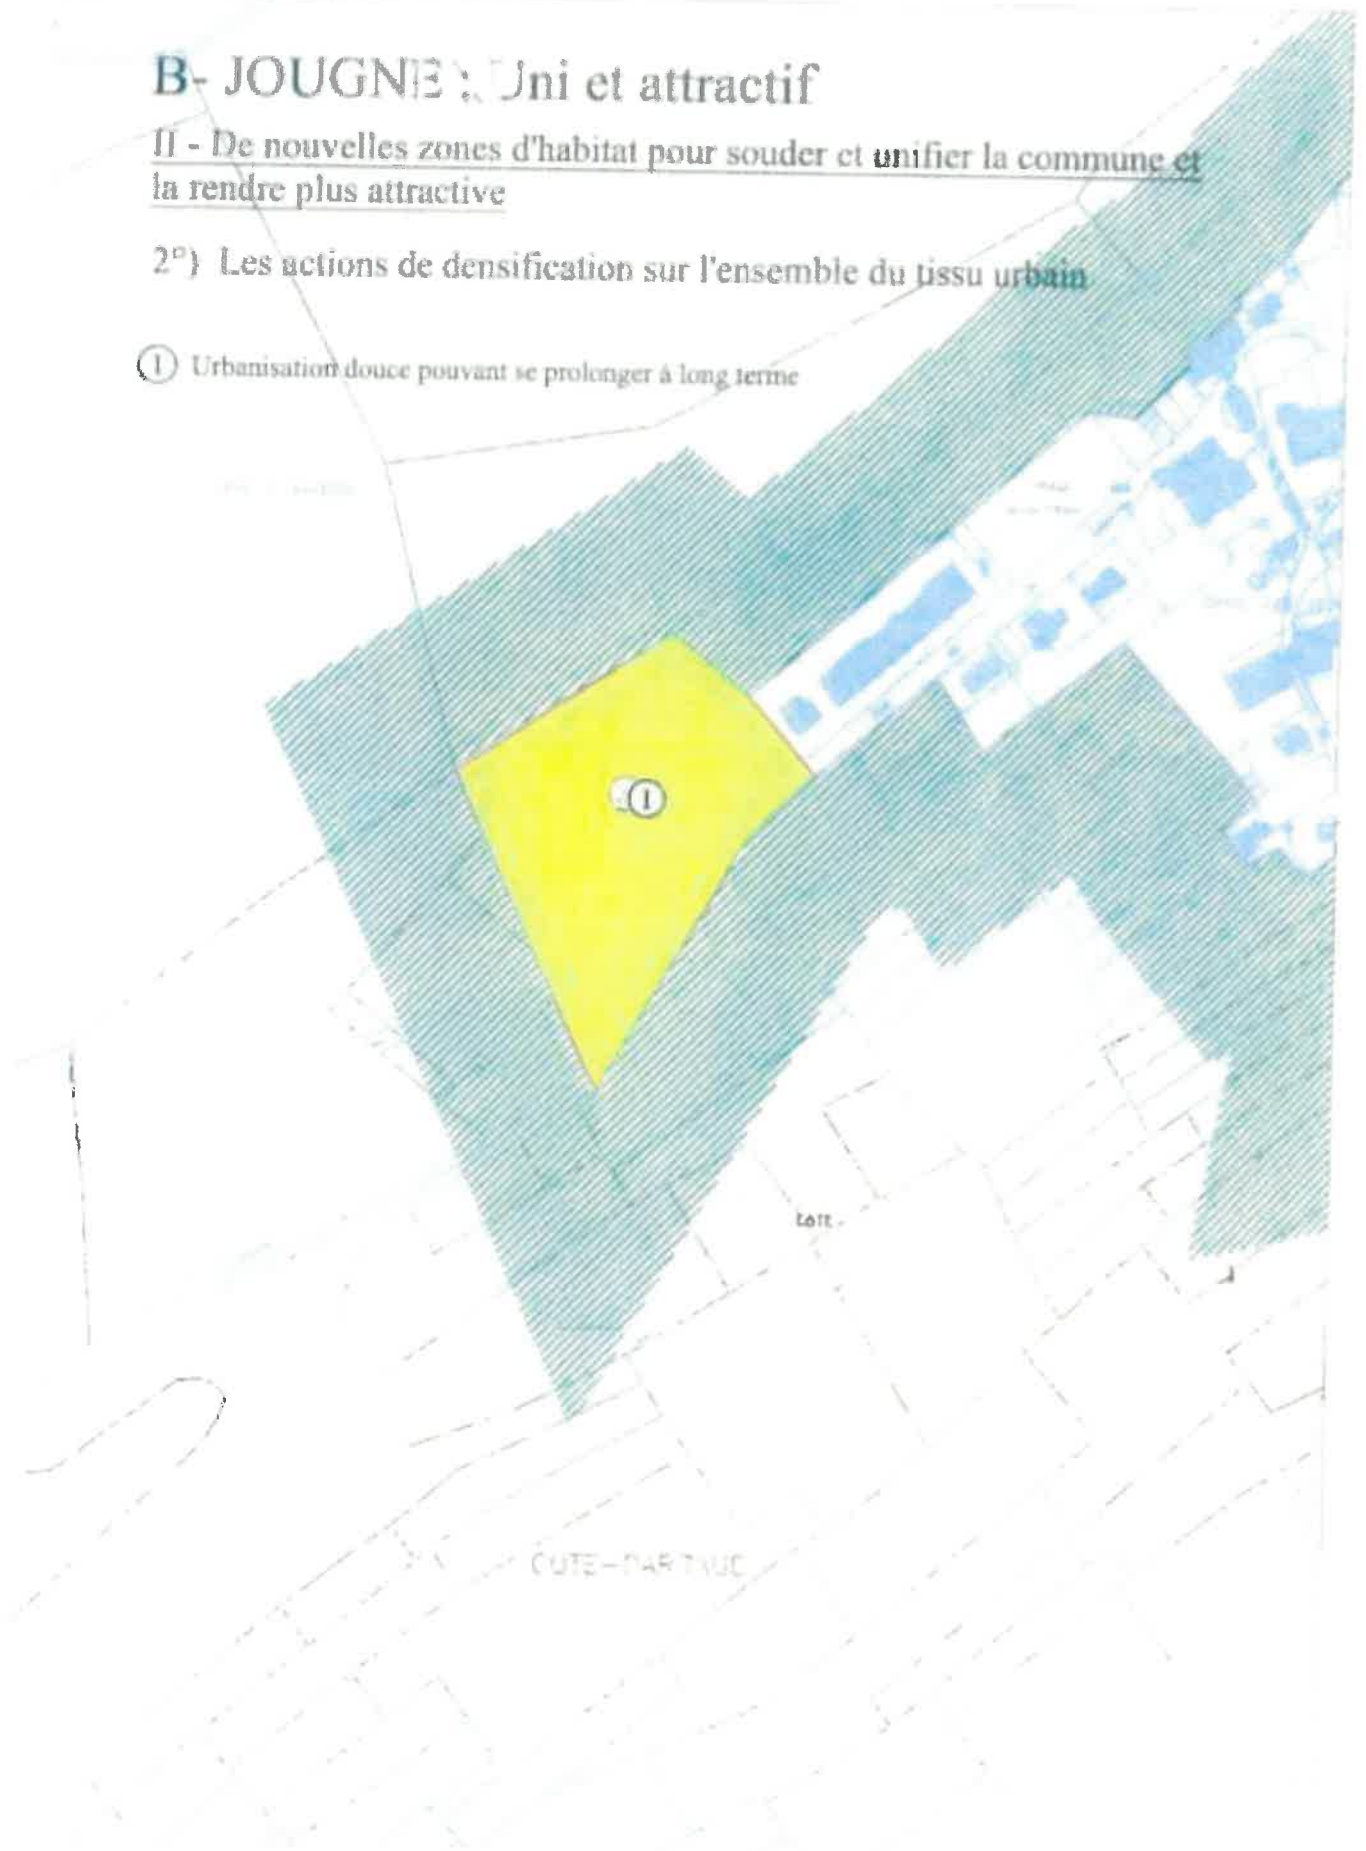 B- JOUGNE : Uni et attractif
II - De nouvelles zones d'habitat pour souder et unifier la commune et
la rendre plus attractive
2°) Les actions de densification sur l'ensemble du tissu urbain
1 Urbanisation douce pouvant se prolonger à long terme
1